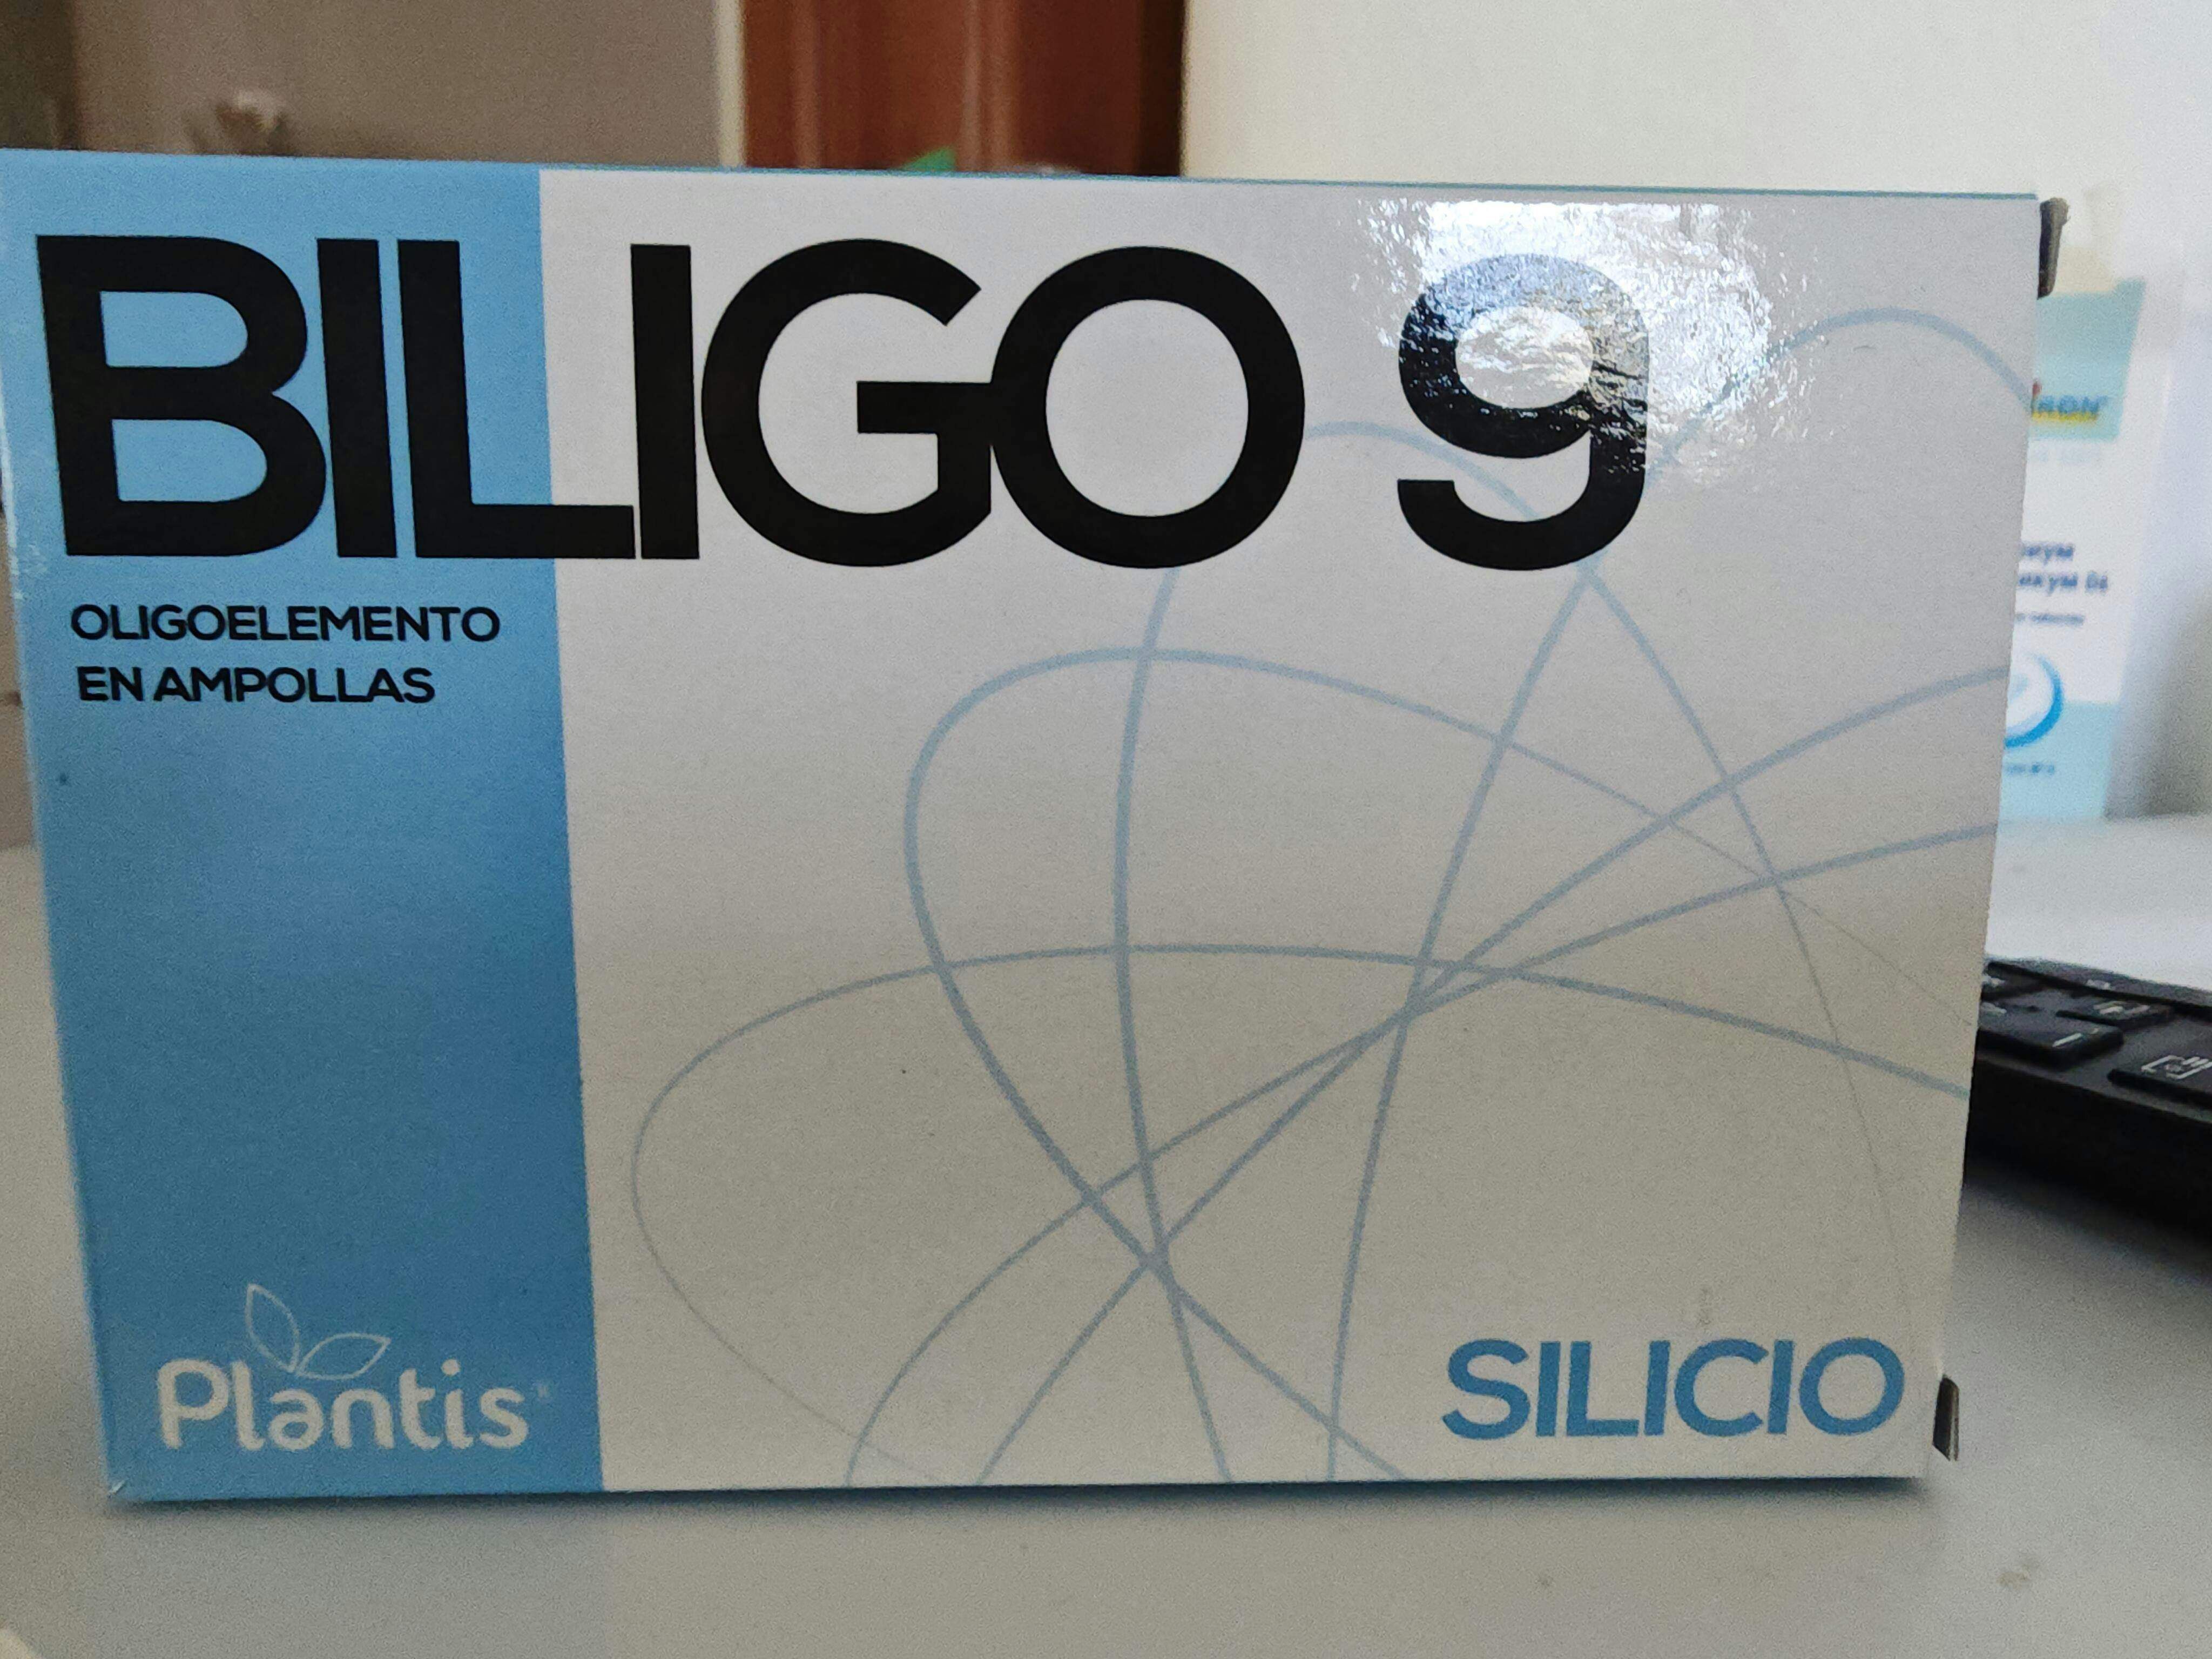 BILIGO 9
OLIGOELEMENTO
EN AMPOLLAS
Plantis
SILICIO